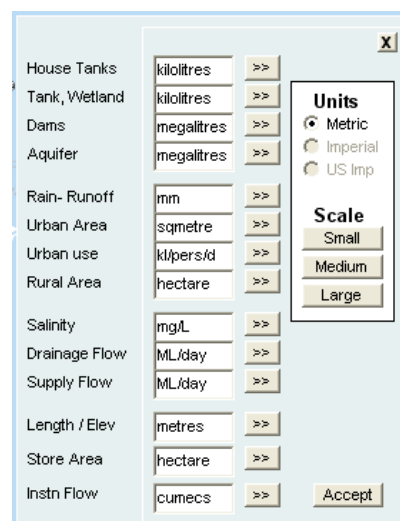 X
House Tanks kilolitres >>
Tank, Wetland kilolitres >>
Dams megalitres >>
Aquifer megalitres >>
Rain- Runoff mm >>
Urban Area sqmetre >>
Urban use kl/pers/d >>
Rural Area hectare >>
Salinity mg/L >>
Drainage Flow ML/day >>
Supply Flow ML/day >>
Length / Elev metres >>
Store Area hectare >>
Instn Flow cumecs >>
Units
Metric
Imperial
US Imp
Scale
Small
Medium
Large
Accept